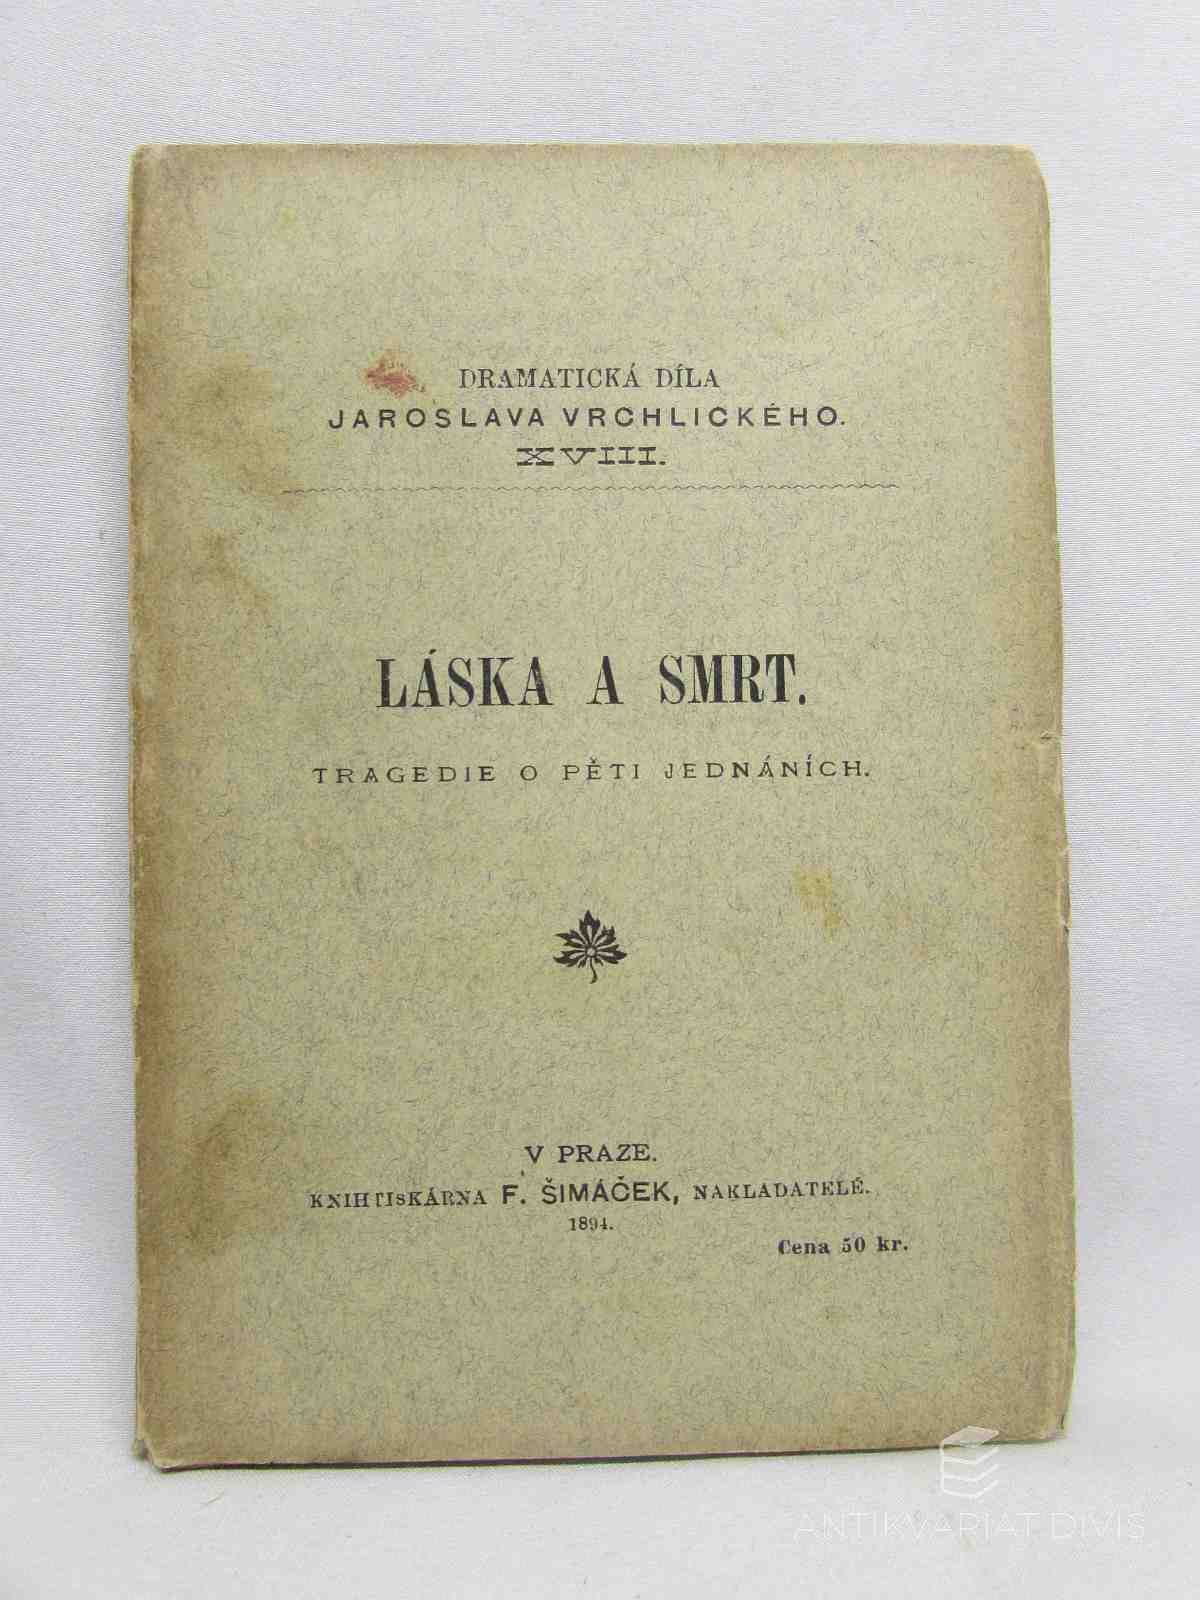 DRAMATICKÁ DÍLA
JAROSLAVA VRCHLICKÉHO.
XVIII.
LÁSKA A SMRT.
TRAGEDIE O PĚTI JEDNÁNÍCH.
V PRAZE.
KNIHTISKÁRNA F. ŠIMÁČEK, NAKLADATELÉ.
1894.
Cena 50 kr.
ANTIKVARIAT DIVIŠ